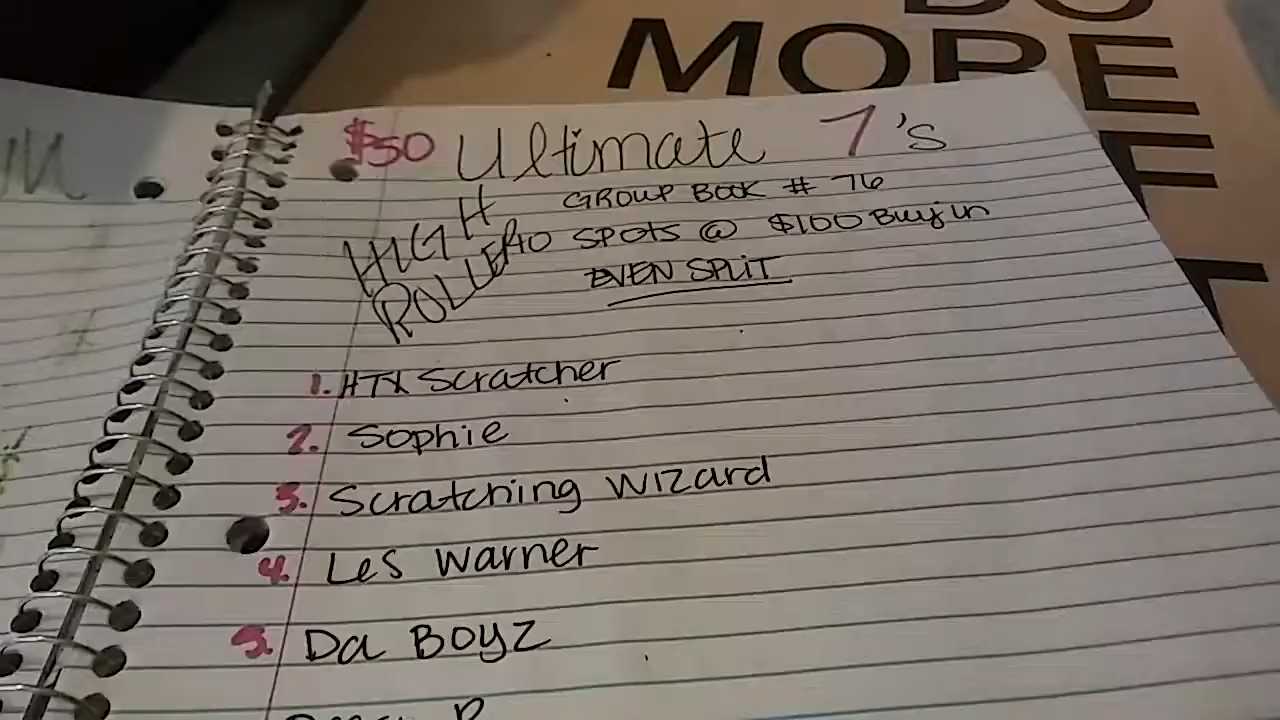 DO
MORE
$50 Ultimate 7's
GROUP BOOK # 76
HIGH
ROLLER
10 SPOTS @ $100 Buy in
EVEN SPLIT
1. HTX Scratcher
2. Sophie
3. Scratching Wizard
4. Les Warner
5. Da Boyz